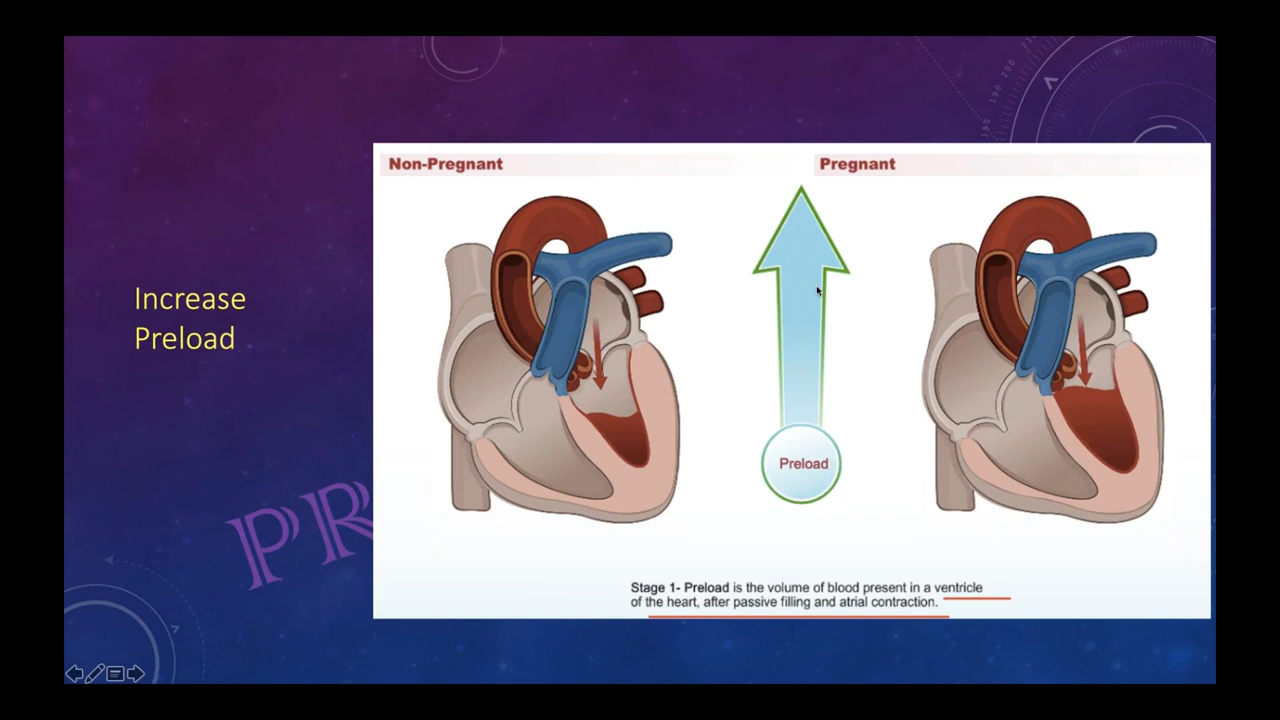 Non-Pregnant
Pregnant
Increase
Preload
Preload
PR
Stage 1- Preload is the volume of blood present in a ventricle
of the heart, after passive filling and atrial contraction.